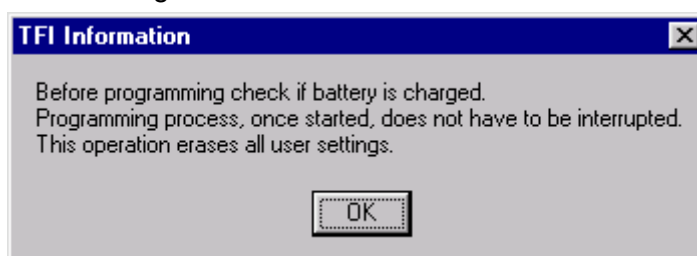 TFI Information
Before programming check if battery is charged.
Programming process, once started, does not have to be interrupted.
This operation erases all user settings.
OK